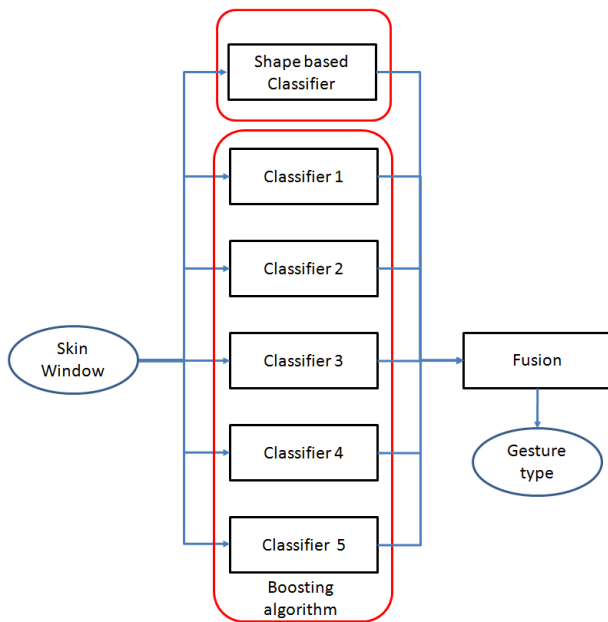 Shape based
Classifier
Classifier 1
Classifier 2
Skin
Window
Classifier 3
Fusion
Classifier 4
Gesture
type
Classifier 5
Boosting
algorithm